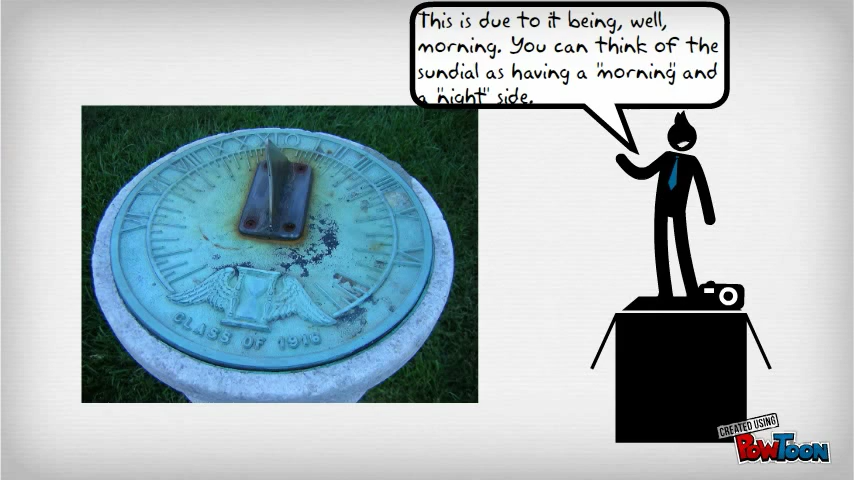 This is due to it being, well,
morning. You can think of the
sundial as having a "morning" and
a "night" side.
CLASS OF 1916
CREATED USING
POWTOON